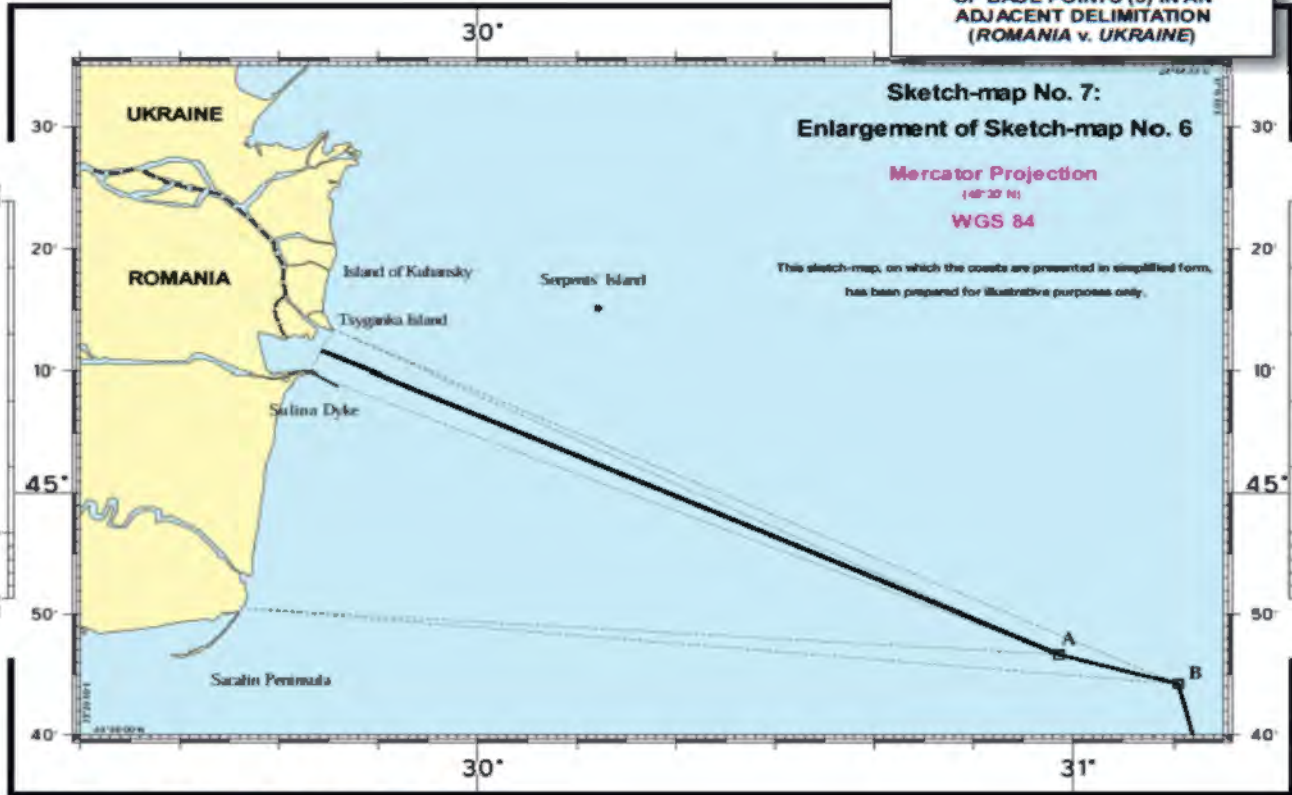 ADJACENT DELIMITATION
(ROMANIA v. UKRAINE)
30°
Sketch-map No. 7:
Enlargement of Sketch-map No. 6
Mercator Projection
WGS 84
This sketch-map, on which the coasts are presented in simplified form,
has been prepared for illustrative purposes only.
UKRAINE
30'
30'
20'
20'
ROMANIA
Island of Kubansky
Serpents' Island
Tsyganka Island
10'
10'
Sulina Dyke
45°
45°
50'
50'
A
B
Sacalin Peninsula
40'
40'
30°
31°